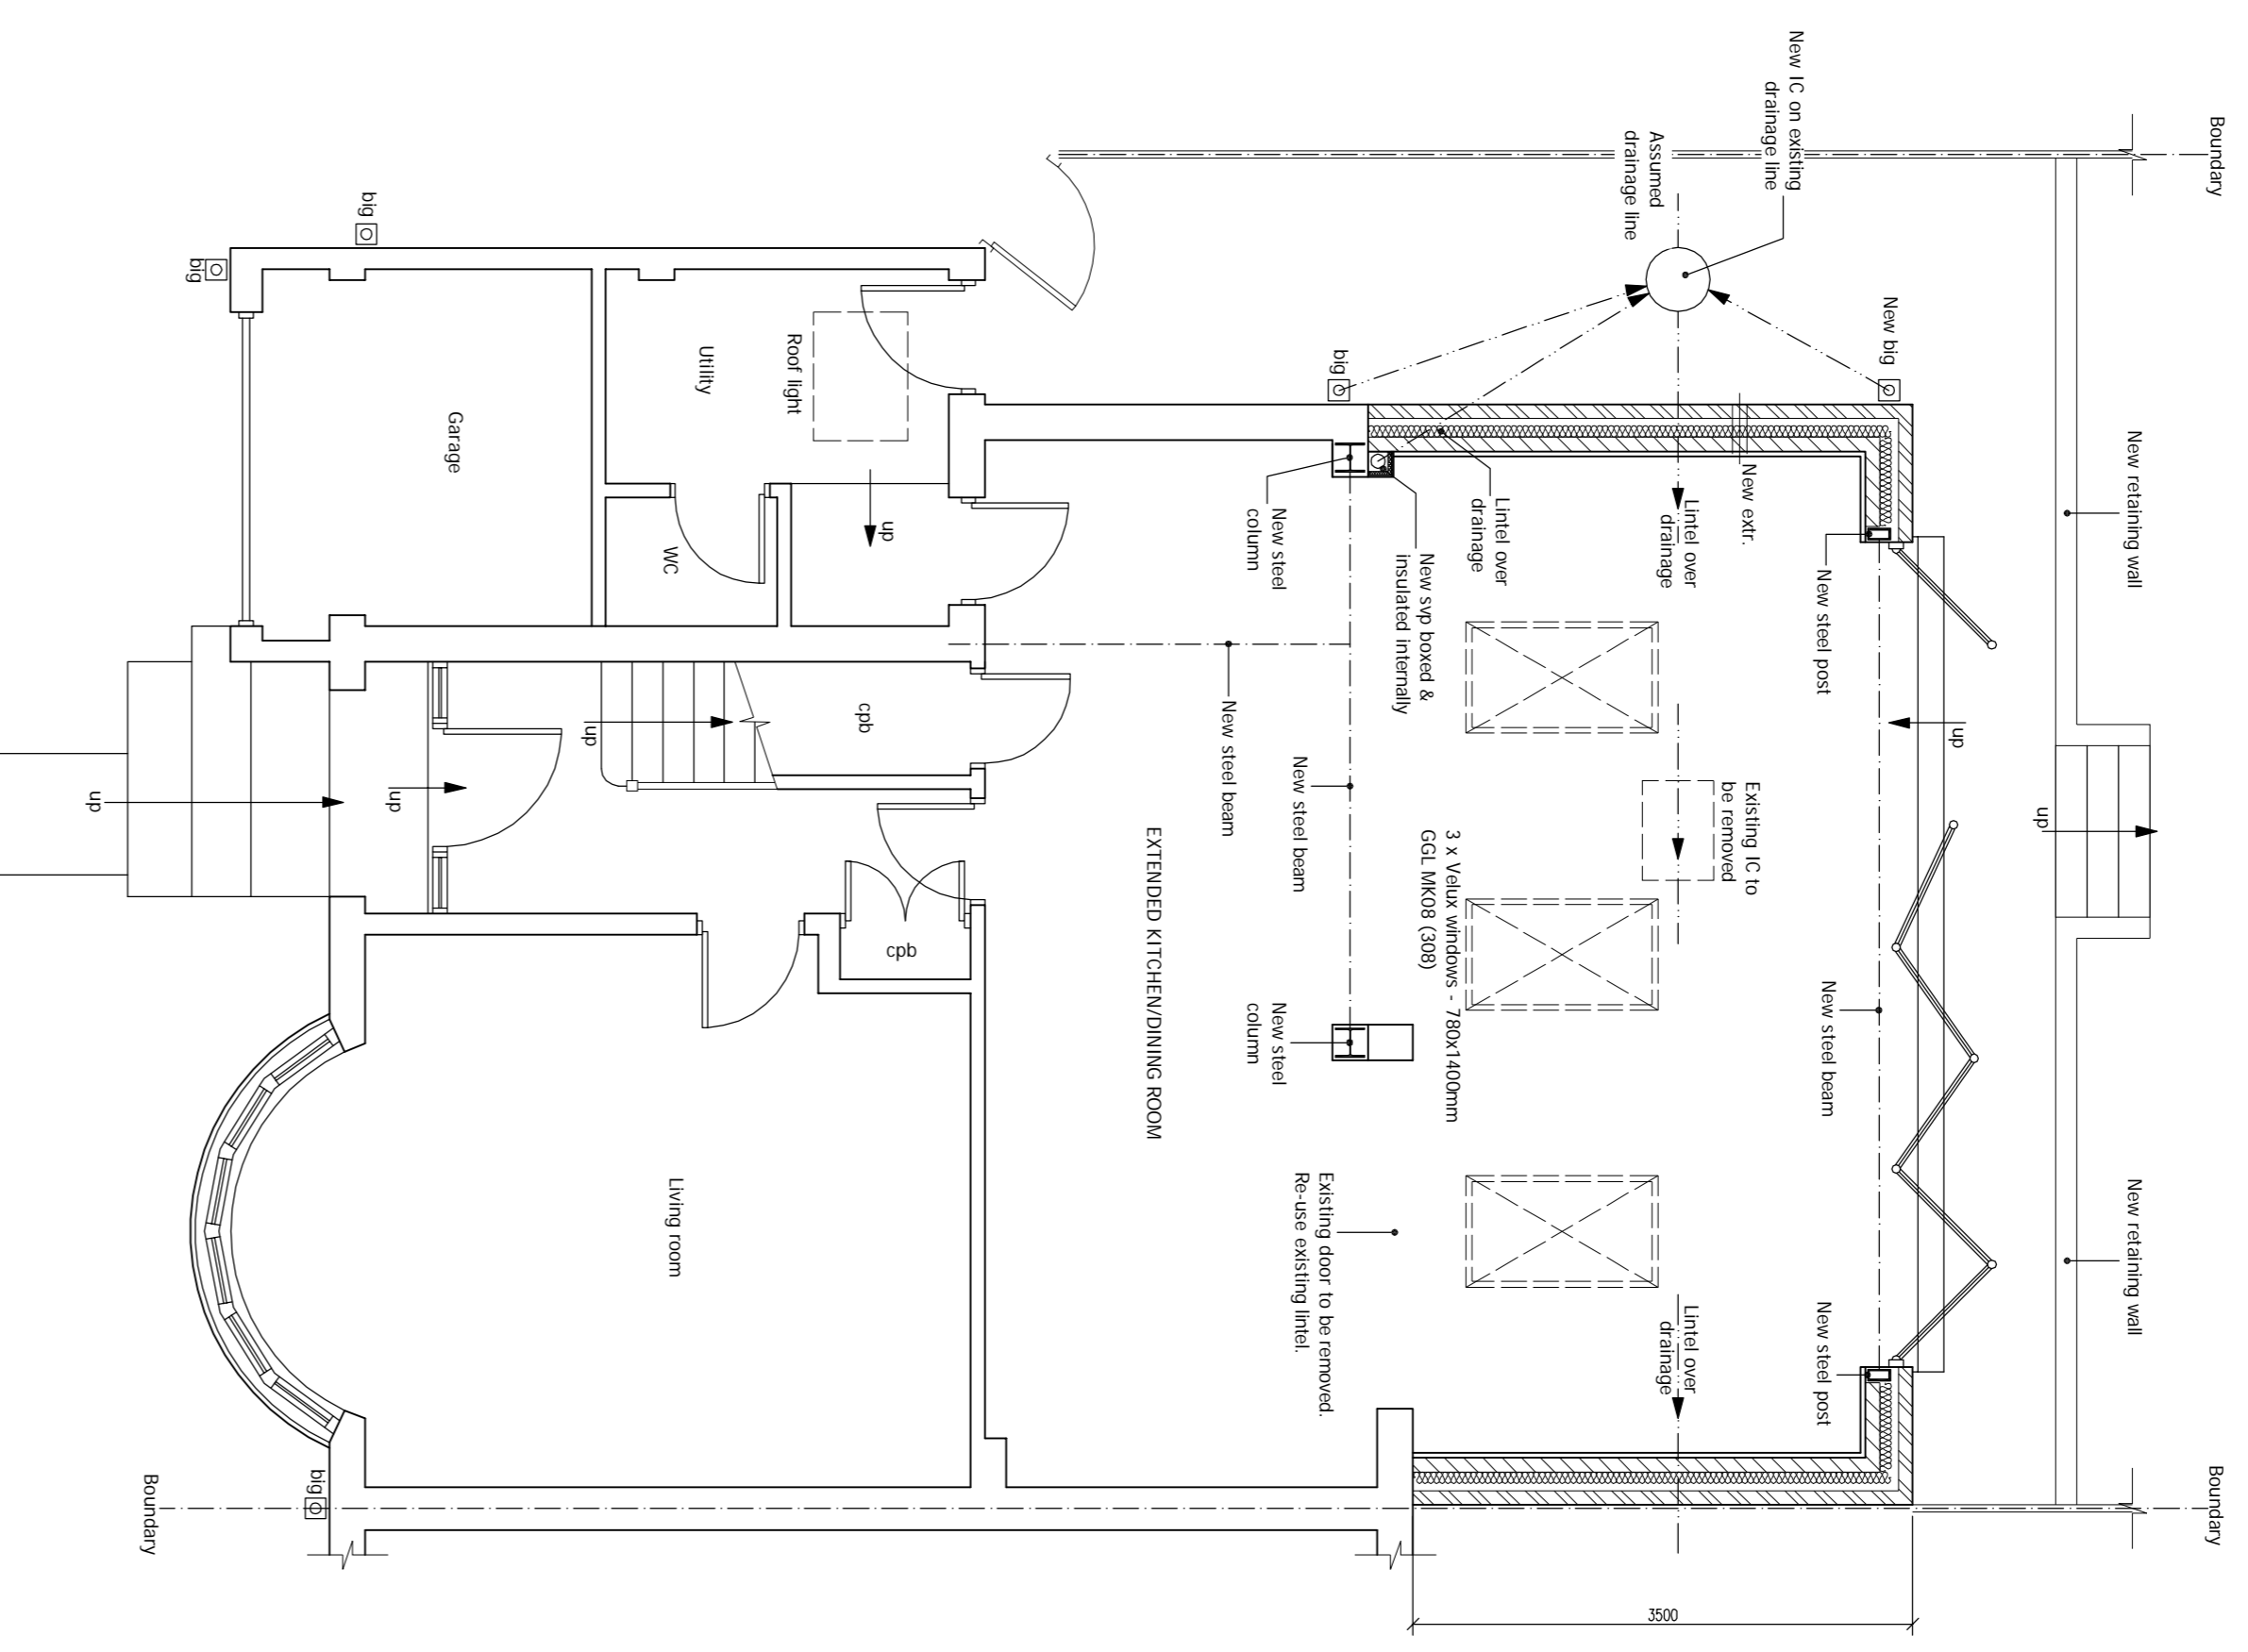 Boundary
New retaining wall
New retaining wall
Boundary
up
New IC on existing
drainage line
Assumed
drainage line
New big
New steel post
up
New steel beam
New steel post
New extr.
Lintel over
drainage
Existing IC to
be removed
Lintel over
drainage
3500
big
Lintel over
drainage
New svp boxed &
insulated internally
3 x Velux windows - 780x1400mm
GGL MK08 (308)
New steel
column
New steel beam
New steel
column
Existing door to be removed.
Re-use existing lintel.
New steel beam
EXTENDED KITCHEN/DINING ROOM
up
cpb
cpb
Roof light
Utility
WC
up
Living room
Garage
up
big
big
up
big
Boundary